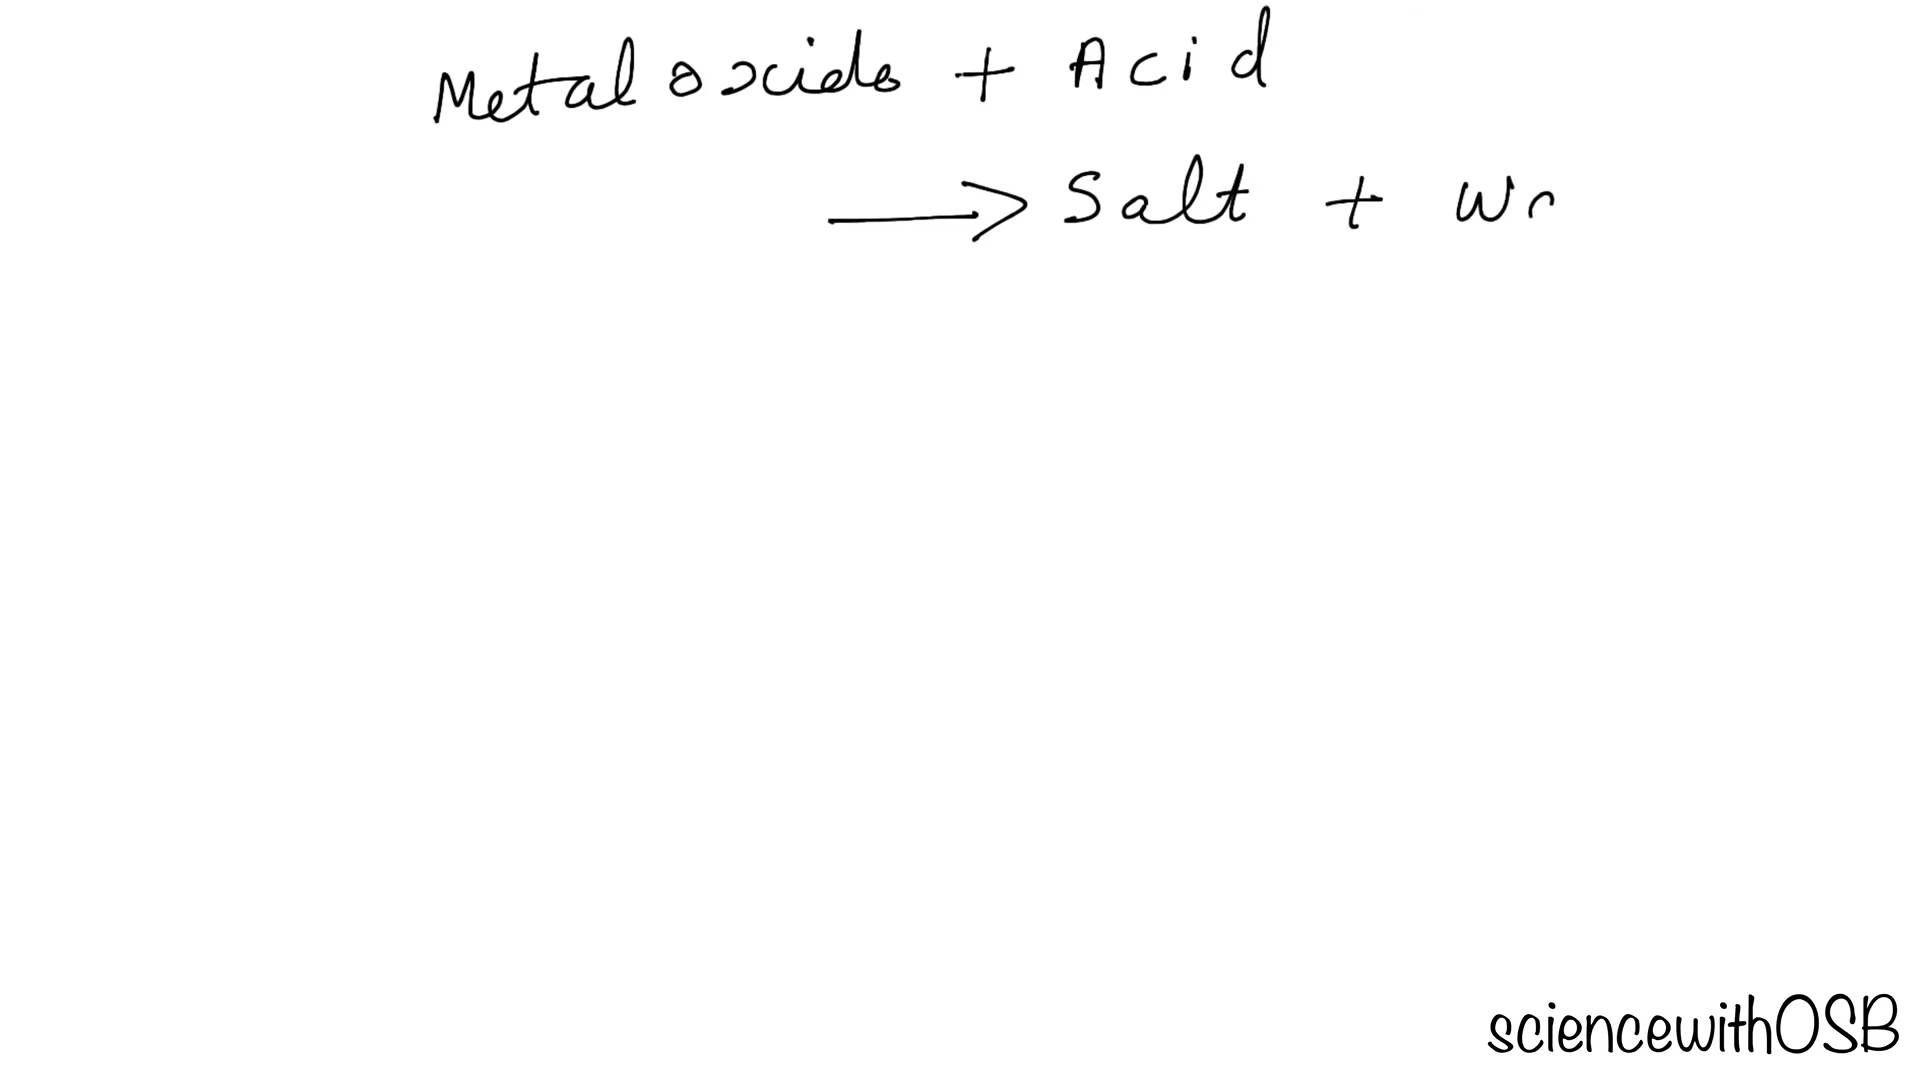 Metal oxide + Acid
→ Salt + W
sciencewithOSB